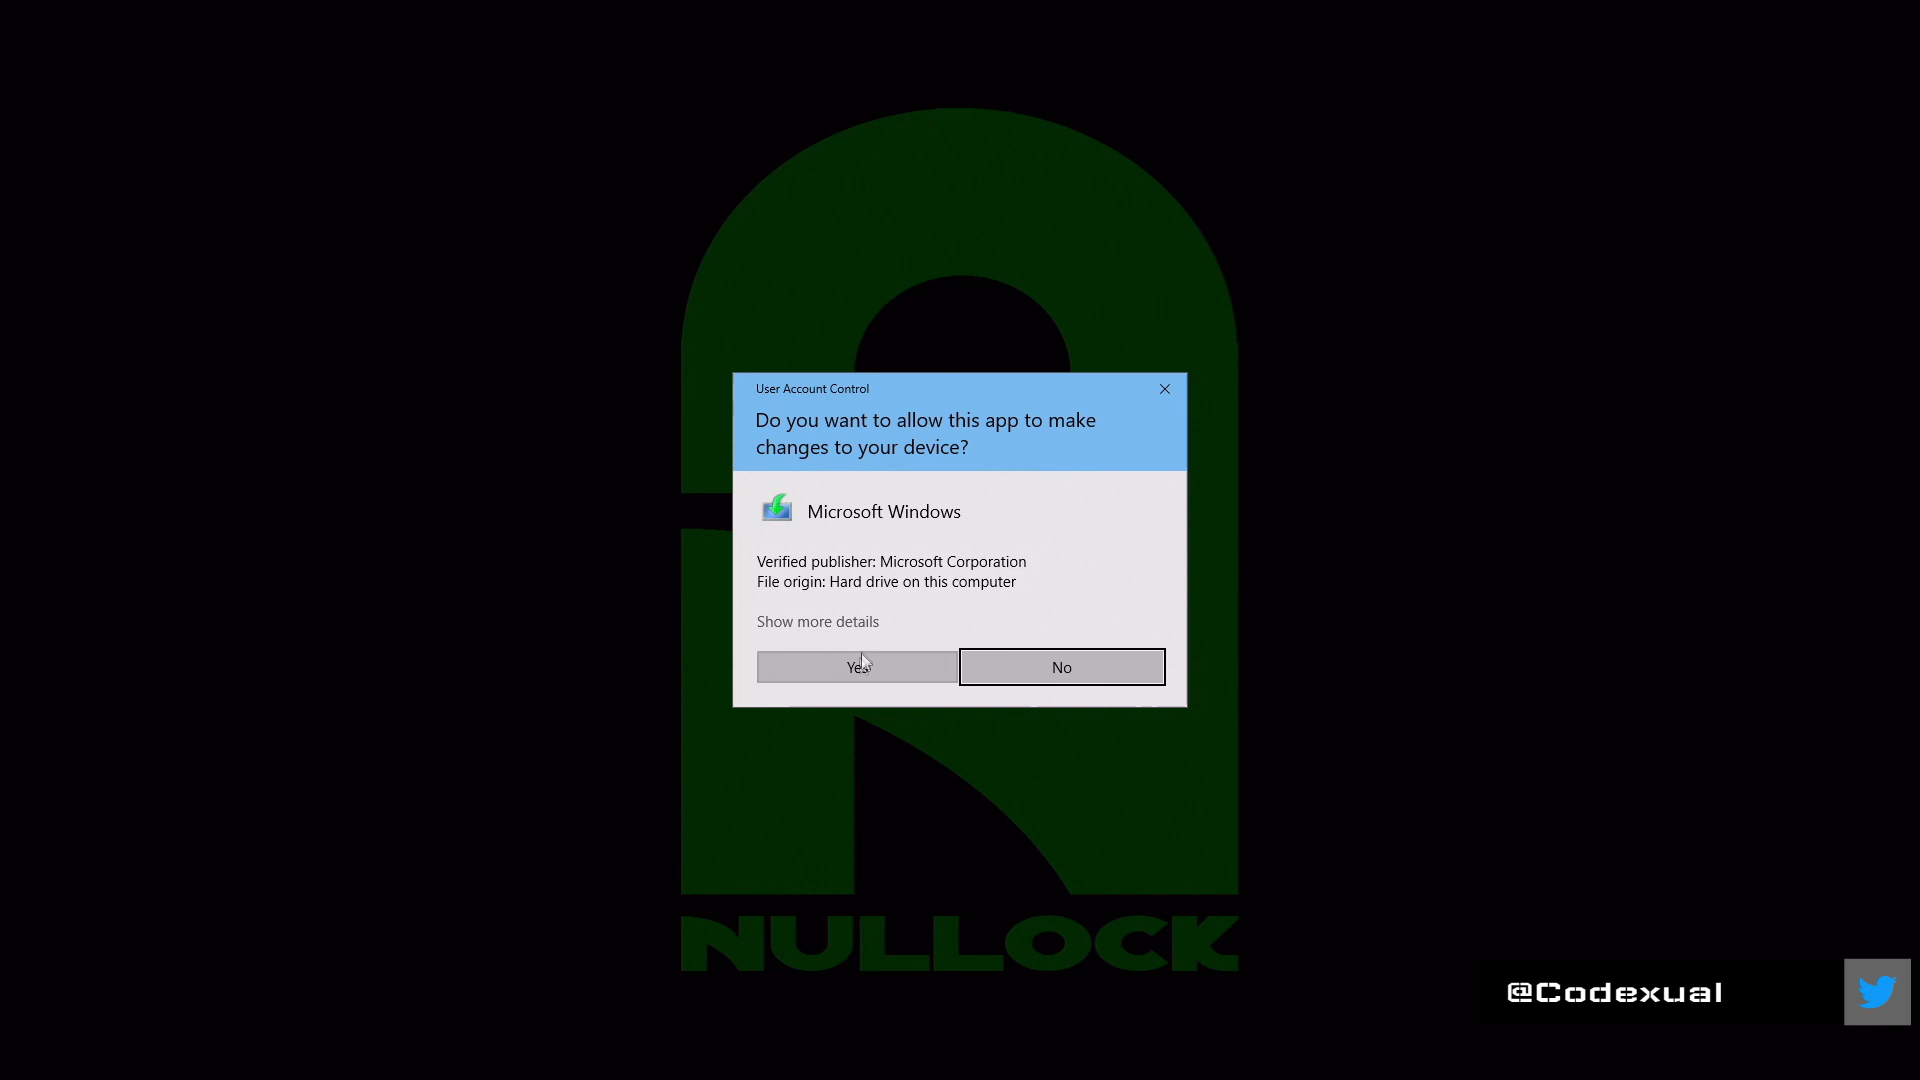 User Account Control
Do you want to allow this app to make
changes to your device?
Microsoft Windows
Verified publisher: Microsoft Corporation
File origin: Hard drive on this computer
Show more details
Yes
No
NULLOCK
@Codexual